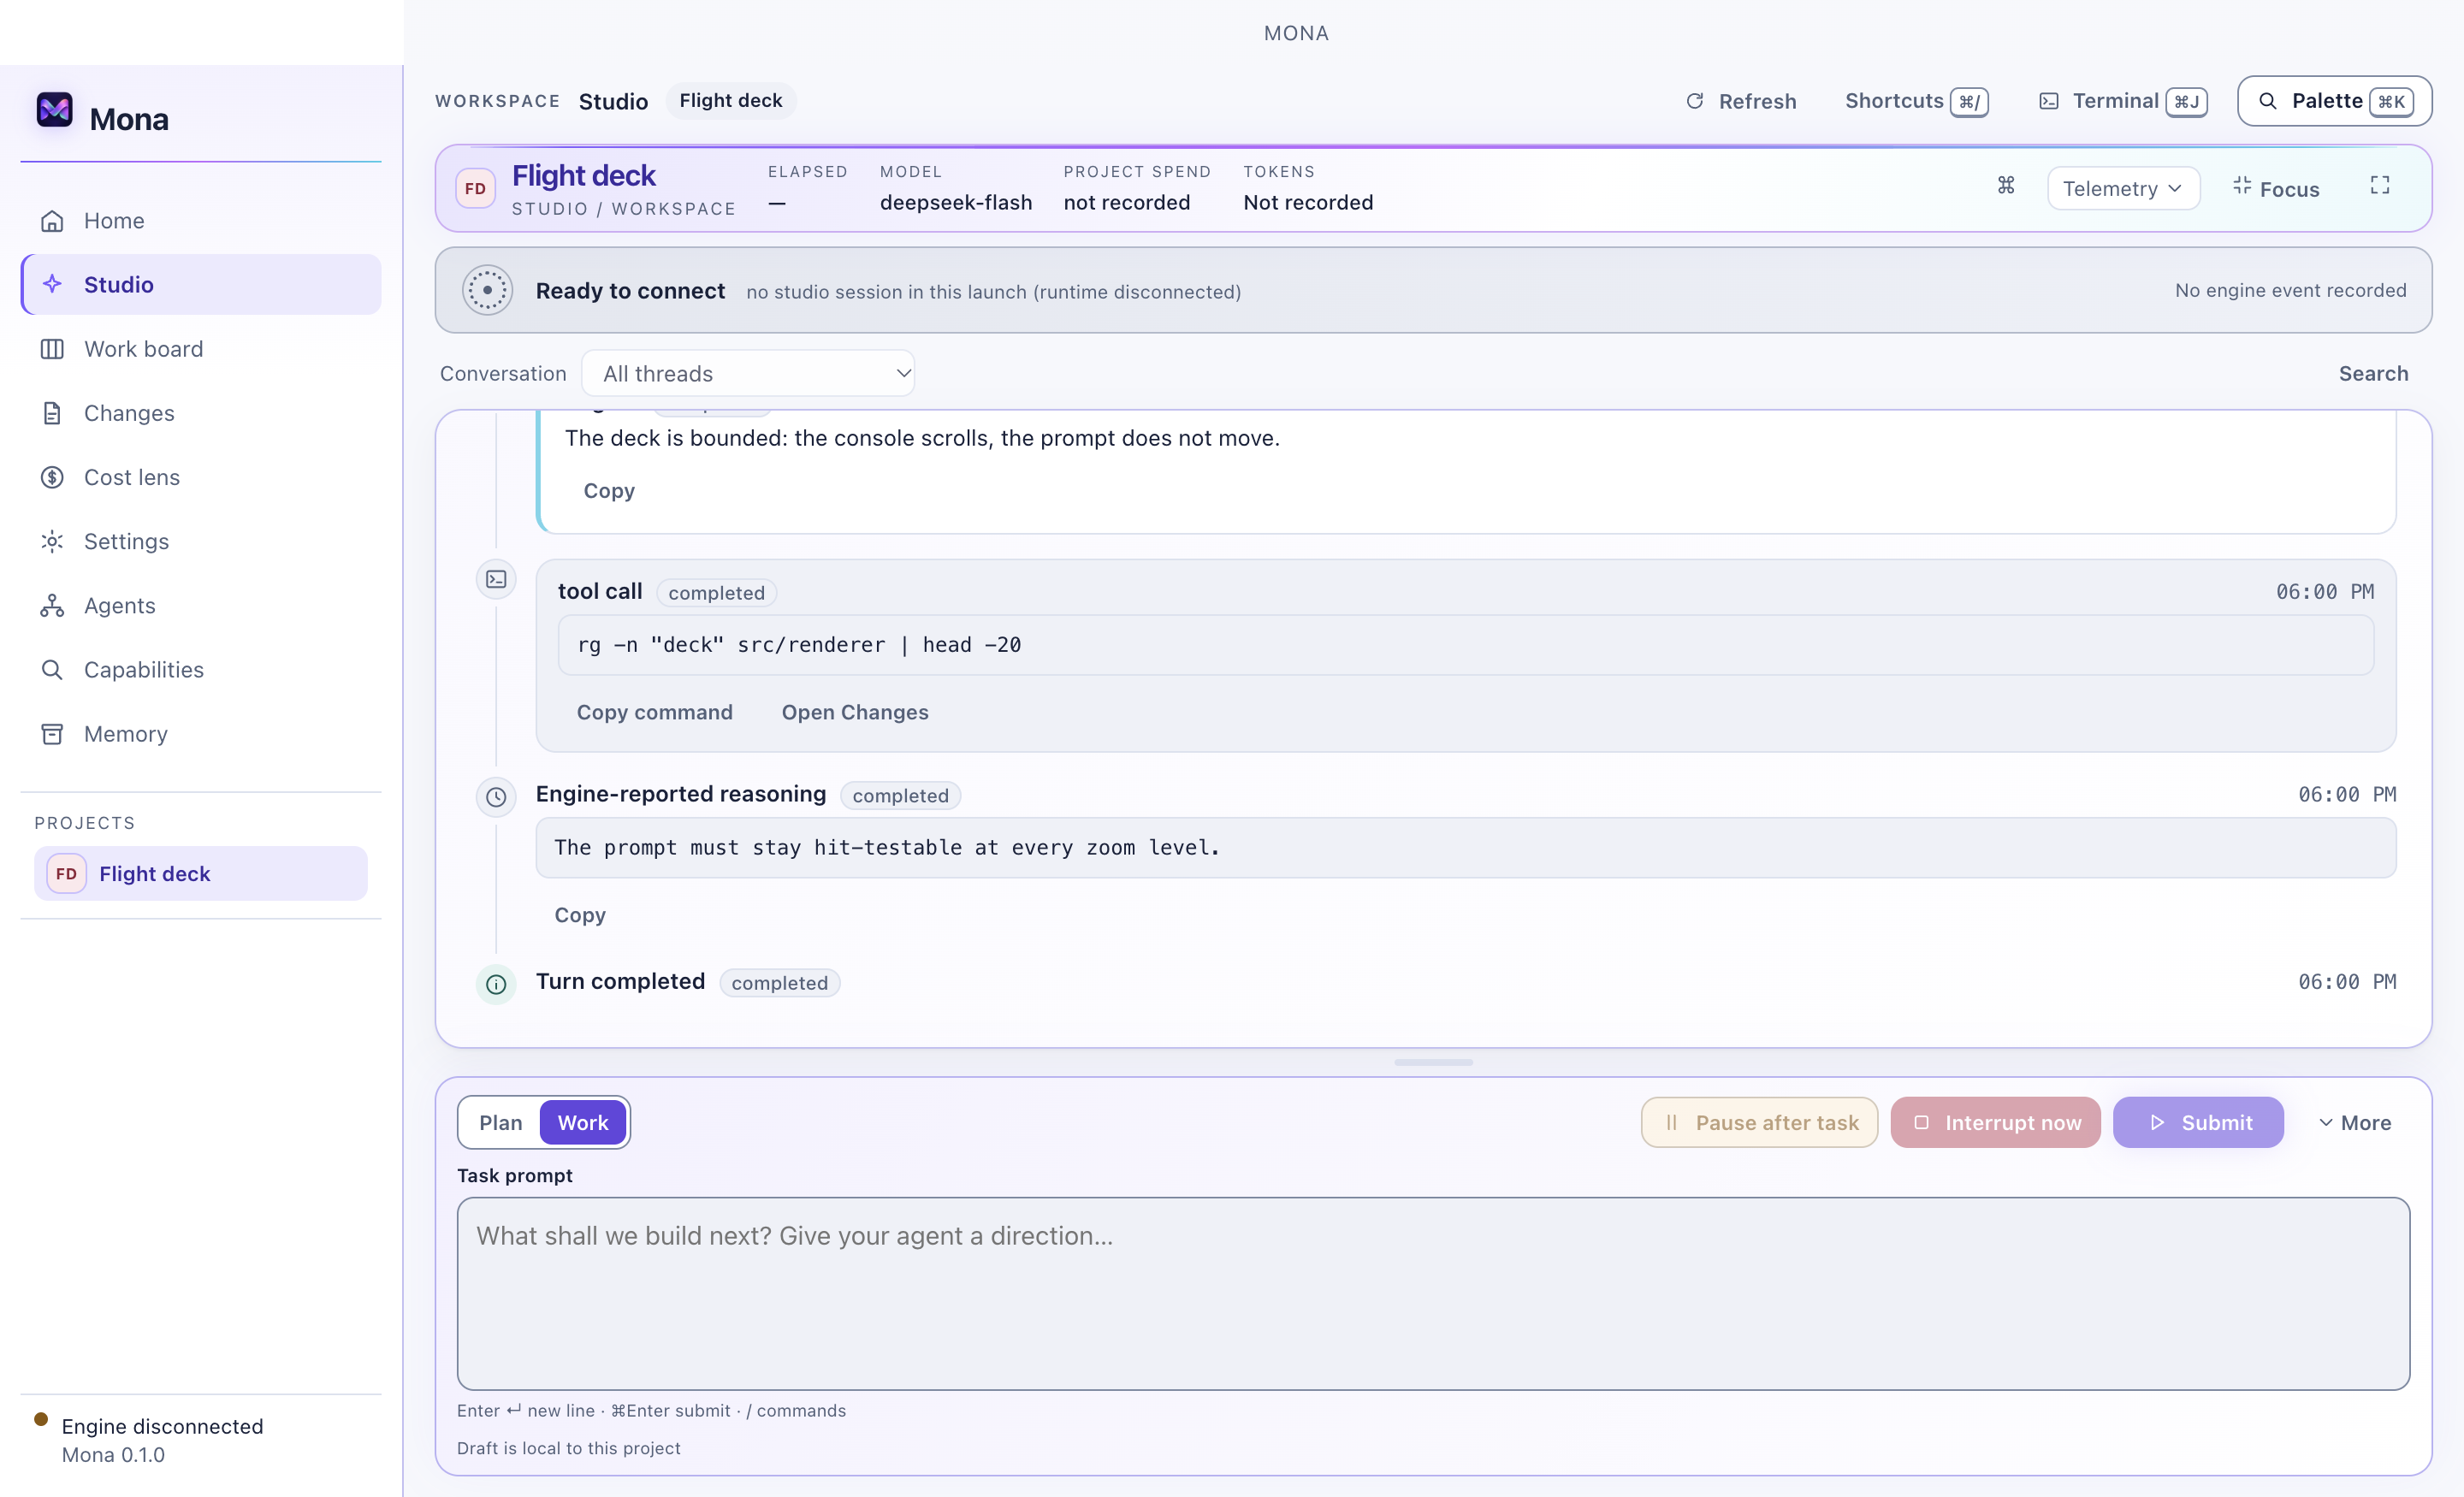 MONA
Mona
Home
Studio
Work board
Changes
Cost lens
Settings
Agents
Capabilities
Memory
PROJECTS
FD Flight deck
Engine disconnected
Mona 0.1.0
WORKSPACE Studio Flight deck
Refresh Shortcuts ⌘/ Terminal ⌘J Palette ⌘K
FD Flight deck
STUDIO / WORKSPACE
ELAPSED
—
MODEL
deepseek-flash
PROJECT SPEND
not recorded
TOKENS
Not recorded
⌘ Telemetry Focus
Ready to connect no studio session in this launch (runtime disconnected) No engine event recorded
Conversation All threads Search
The deck is bounded: the console scrolls, the prompt does not move.
Copy
tool call completed 06:00 PM
rg -n "deck" src/renderer | head -20
Copy command Open Changes
Engine-reported reasoning completed 06:00 PM
The prompt must stay hit-testable at every zoom level.
Copy
Turn completed completed 06:00 PM
Plan Work Pause after task Interrupt now Submit More
Task prompt
What shall we build next? Give your agent a direction…
Enter ↵ new line · ⌘Enter submit · / commands
Draft is local to this project